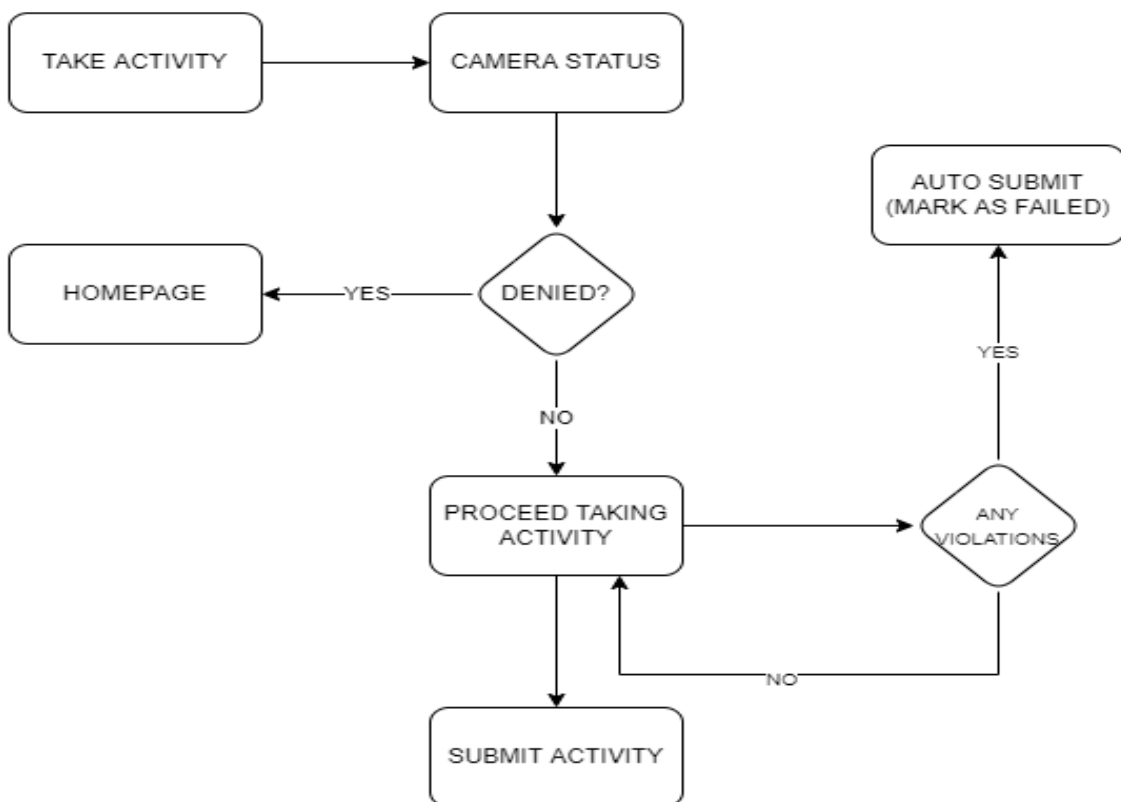 TAKE ACTIVITY
CAMERA STATUS
AUTO SUBMIT
(MARK AS FAILED)
HOMEPAGE
YES
DENIED?
YES
NO
PROCEED TAKING
ACTIVITY
ANY
VIOLATIONS
NO
SUBMIT ACTIVITY